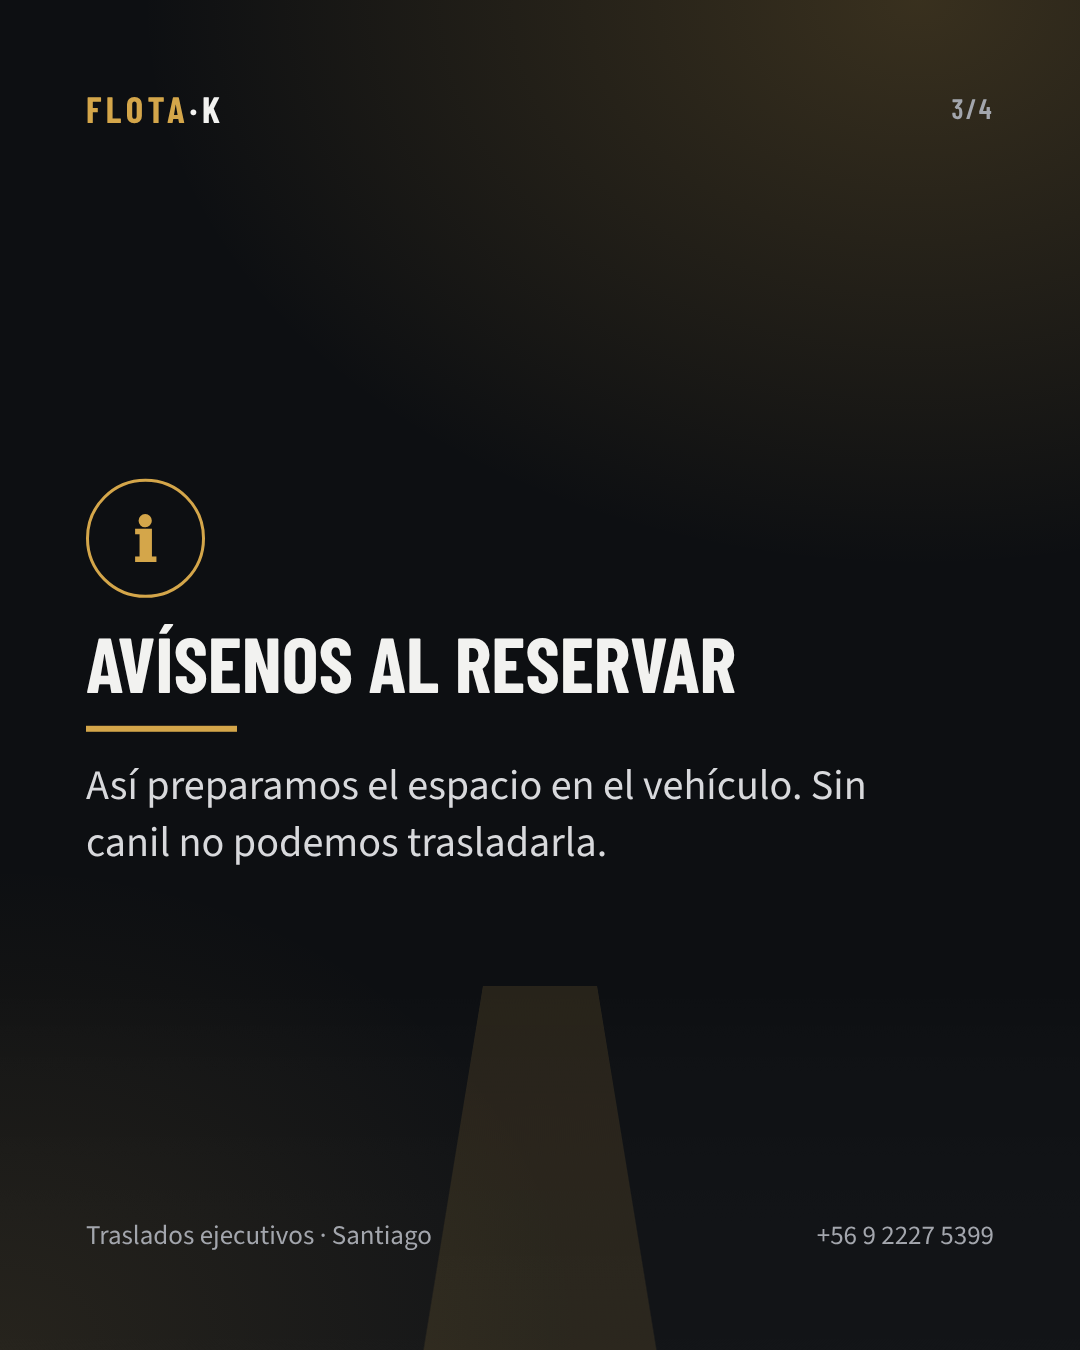 FLOTA·K
3/4
i
AVÍSENOS AL RESERVAR
Así preparamos el espacio en el vehículo. Sin
canil no podemos trasladarla.
Traslados ejecutivos · Santiago
+56 9 2227 5399